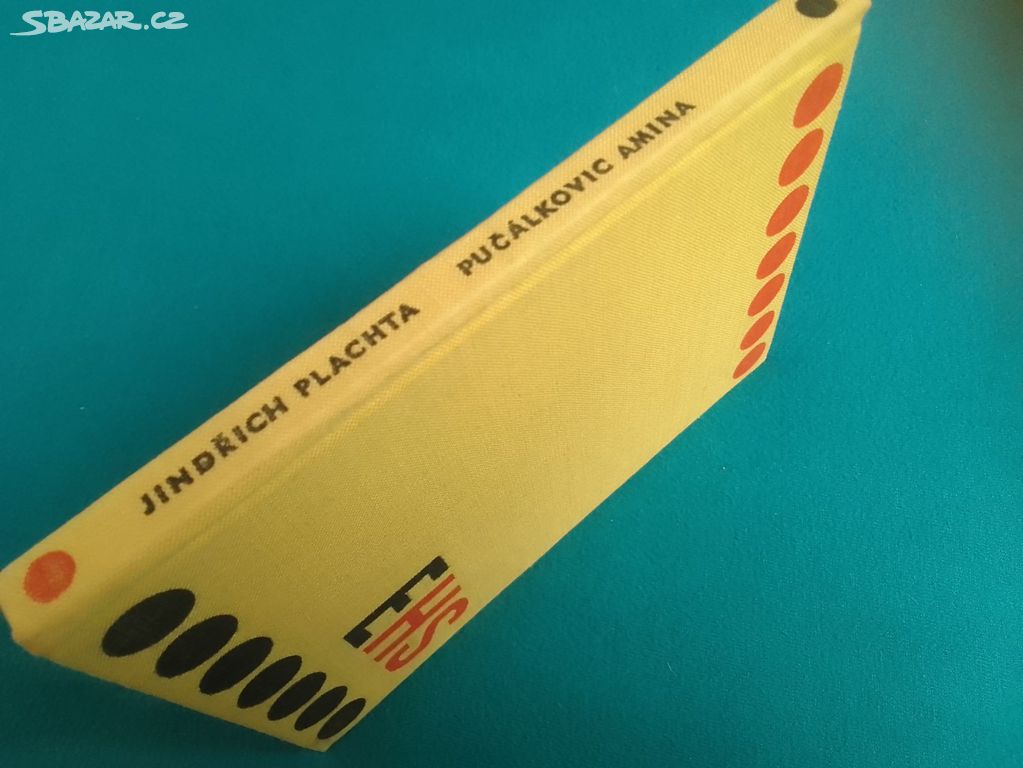 SBAZAR.CZ
JINDŘICH PLACHTA PUČÁLKOVIC AMINA
EHS